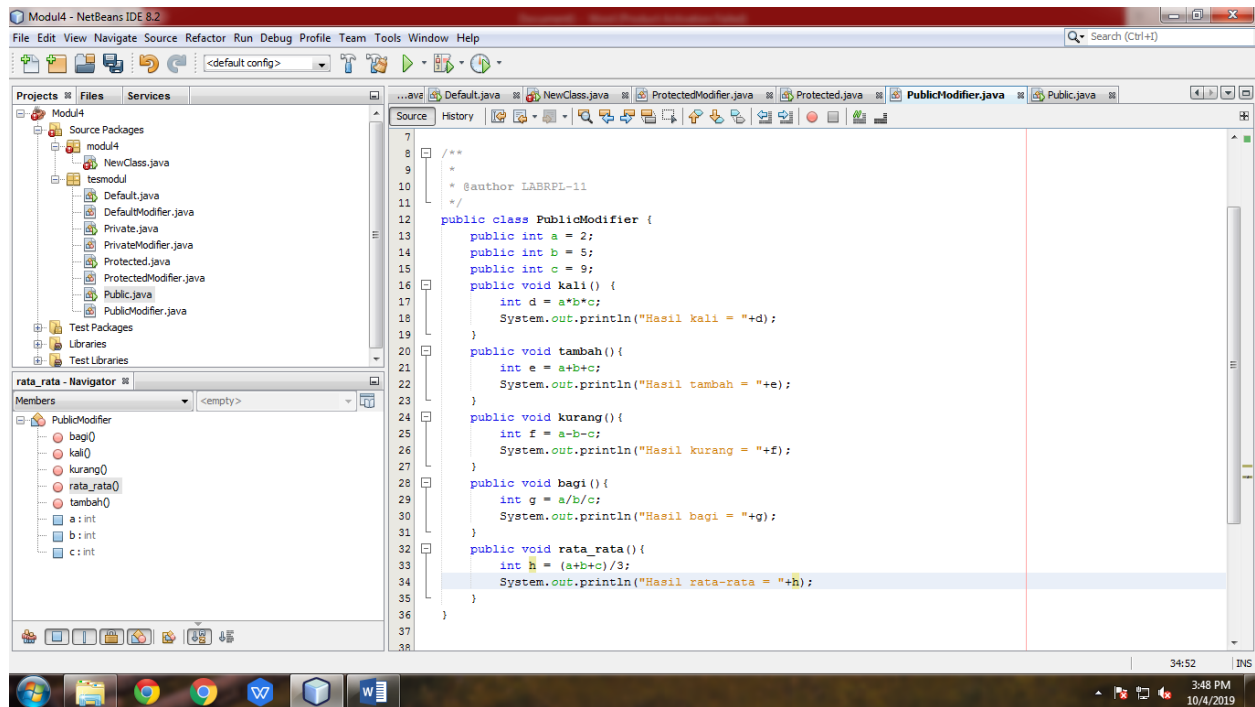 Modul4 - NetBeans IDE 8.2
File Edit View Navigate Source Refactor Run Debug Profile Team Tools Window Help
Search (Ctrl+I)
<default config>
Projects Files Services
...ava Default.java NewClass.java ProtectedModifier.java Protected.java PublicModifier.java Public.java
Source History
Modul4
Source Packages
modul4
NewClass.java
tesmodul
Default.java
DefaultModifier.java
Private.java
PrivateModifier.java
Protected.java
ProtectedModifier.java
Public.java
PublicModifier.java
Test Packages
Libraries
Test Libraries
rata_rata - Navigator
Members <empty>
PublicModifier
bagi()
kali()
kurang()
rata_rata()
tambah()
a : int
b : int
c : int
7
8 /**
9 *
10 * @author LABRPL-11
11 */
12 public class PublicModifier {
13 public int a = 2;
14 public int b = 5;
15 public int c = 9;
16 public void kali() {
17 int d = a*b*c;
18 System.out.println("Hasil kali = "+d);
19 }
20 public void tambah(){
21 int e = a+b+c;
22 System.out.println("Hasil tambah = "+e);
23 }
24 public void kurang(){
25 int f = a-b-c;
26 System.out.println("Hasil kurang = "+f);
27 }
28 public void bagi(){
29 int g = a/b/c;
30 System.out.println("Hasil bagi = "+g);
31 }
32 public void rata_rata(){
33 int h = (a+b+c)/3;
34 System.out.println("Hasil rata-rata = "+h);
35 }
36 }
37
38
34:52 INS
3:48 PM
10/4/2019